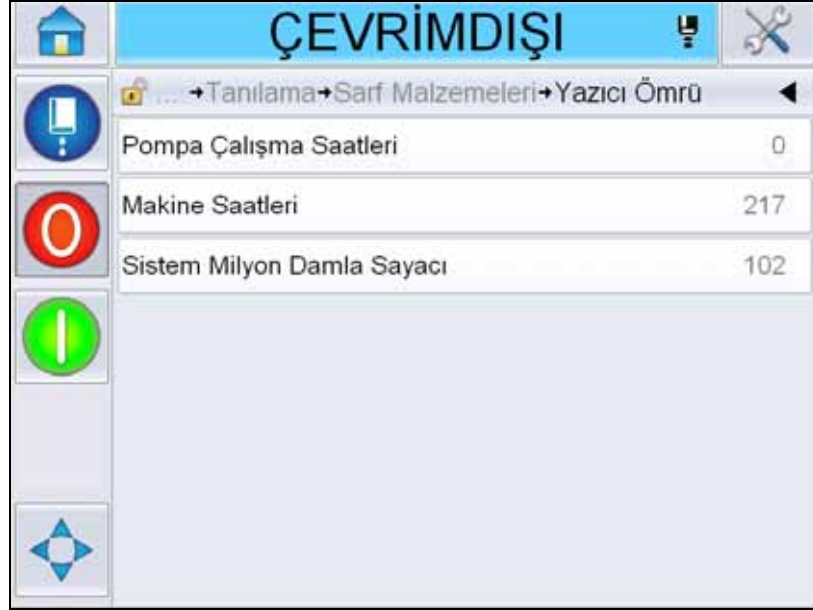 ÇEVRİMDIŞI
... →Tanılama→Sarf Malzemeleri→Yazıcı Ömrü
Pompa Çalışma Saatleri 0
Makine Saatleri 217
Sistem Milyon Damla Sayacı 102